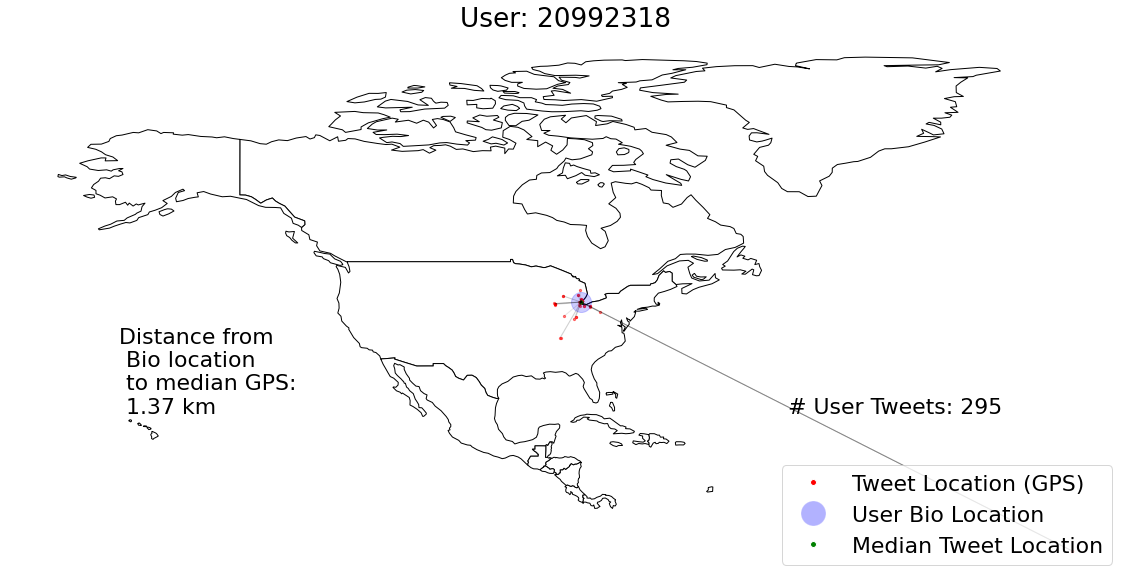 User: 20992318
Distance from
Bio location
to median GPS:
1.37 km
# User Tweets: 295
Tweet Location (GPS)
User Bio Location
Median Tweet Location